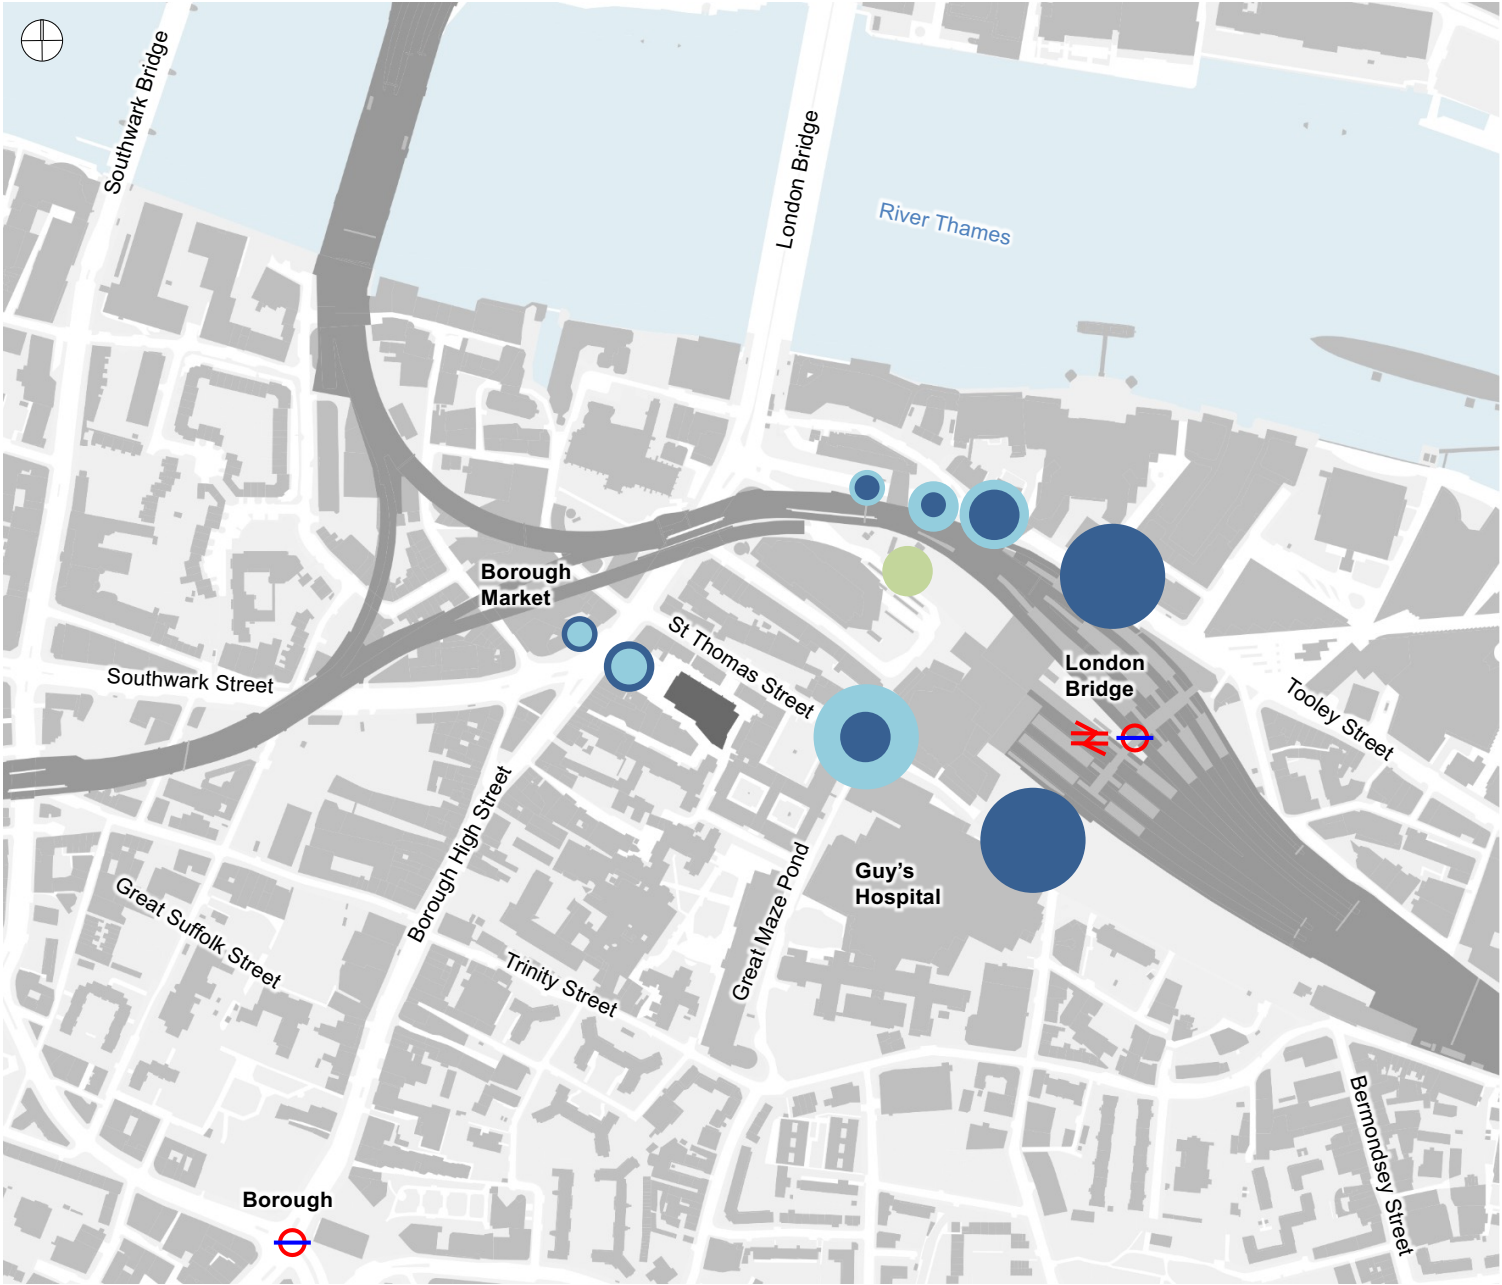 Southwark Bridge
London Bridge
River Thames
Borough
Market
St Thomas Street
London
Bridge
Southwark Street
Tooley Street
Borough High Street
Great Maze Pond
Guy's
Hospital
Great Suffolk Street
Trinity Street
Bermondsey Street
Borough